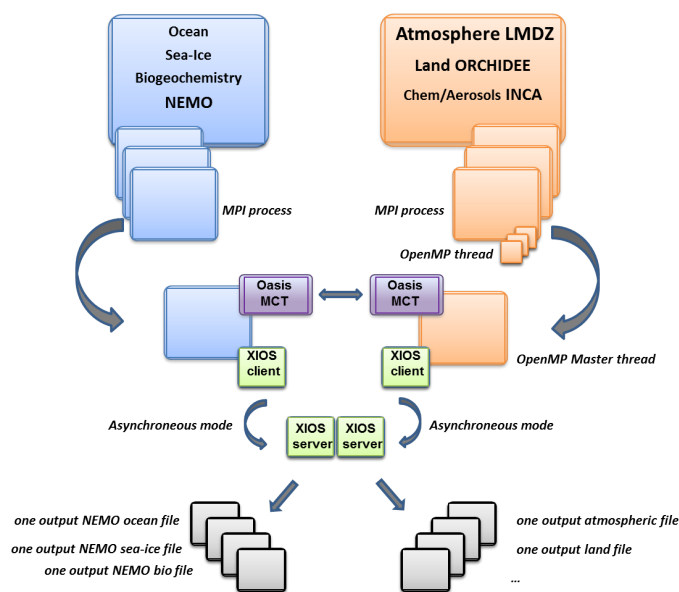 Ocean
Sea-Ice
Biogeochemistry
NEMO
Atmosphere LMDZ
Land ORCHIDEE
Chem/Aerosols INCA
MPI process
MPI process
OpenMP thread
Oasis
MCT
Oasis
MCT
XIOS
client
XIOS
client
OpenMP Master thread
Asynchroneous mode
Asynchroneous mode
XIOS
server
XIOS
server
one output NEMO ocean file
one output NEMO sea-ice file
one output NEMO bio file
one output atmospheric file
one output land file
...